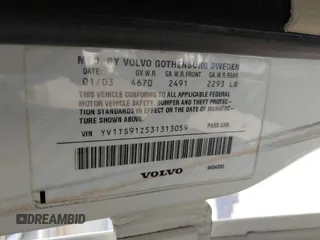 MFD. BY VOLVO GOTHENBURG SWEDEN
DATE: G.V.W.R G.A.W.R.FRONT G.A.W.R.REAR
01/03 4670 2491 2293 LB
THIS VEHICLE CONFORMS TO ALL APPLICABLE FEDERAL
MOTOR VEHICLE SAFETY, BUMPER AND THEFT PREVENTION
STANDARDS IN EFFECT ON THE DATE OF MANUFAC-
TURE SHOWN ABOVE.
VIN YV1TS91Z531313059 PASS CAR
VOLVO
DREAMBID